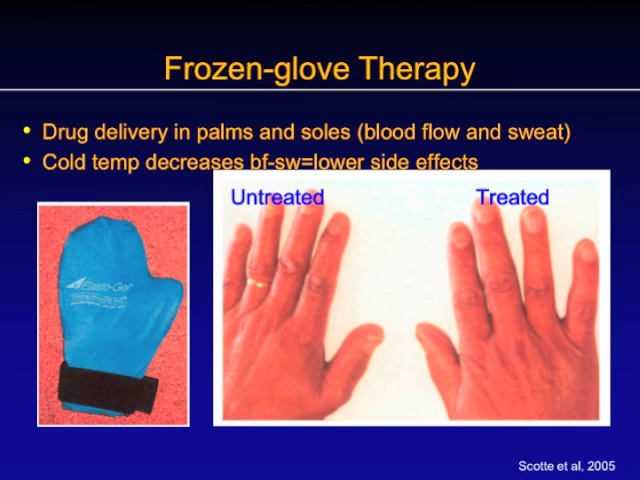 Frozen-glove Therapy
• Drug delivery in palms and soles (blood flow and sweat)
• Cold temp decreases bf-sw=lower side effects
Untreated
Treated
Elasto-Gel
Scotte et al, 2005